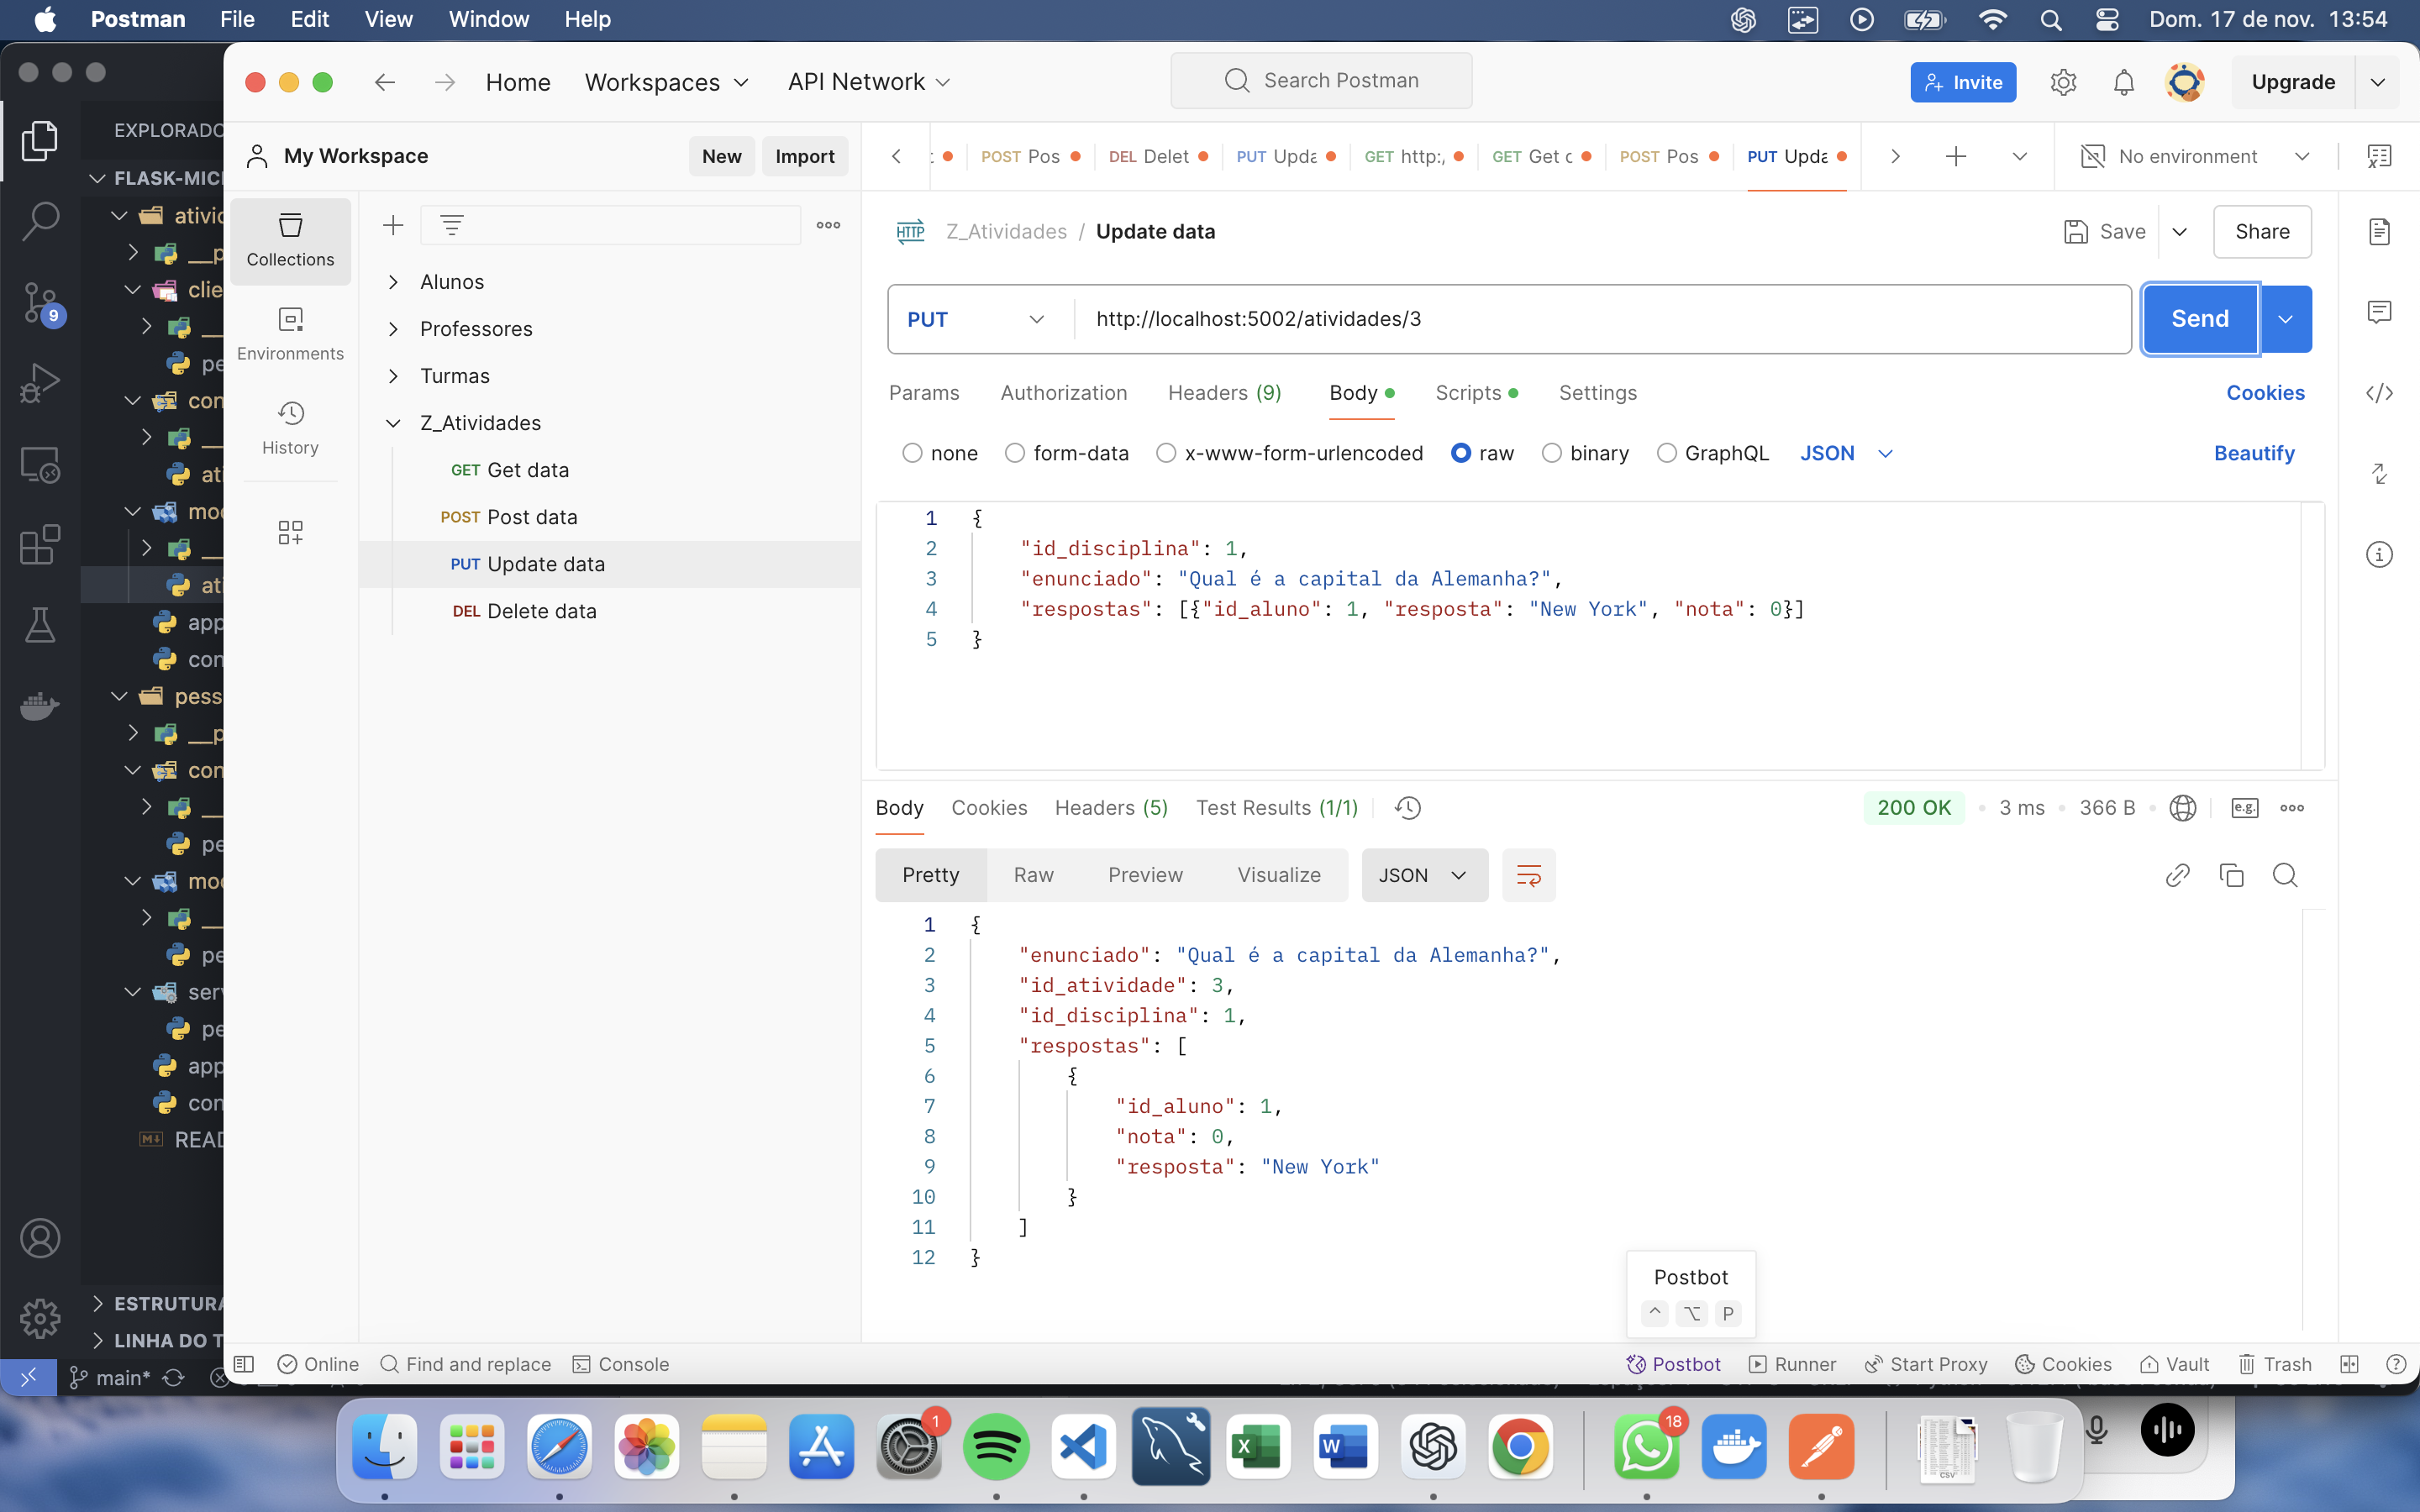 Postman File Edit View Window Help Dom. 17 de nov. 13:54
Home Workspaces API Network Search Postman Invite Upgrade
EXPLORADO
FLASK-MIC
ativid
__p
clie
__
pe
con
__
ati
mod
__
ati
app
con
pess
__p
con
__
pe
mod
__
pe
serv
pe
app
con
READ
ESTRUTURA
LINHA DO T
main*
9
My Workspace New Import
Collections
Environments
History
Alunos
Professores
Turmas
Z_Atividades
GET Get data
POST Post data
PUT Update data
DEL Delete data
POST Pos DEL Delet PUT Upda GET http:/ GET Get c POST Pos PUT Upda No environment
HTTP Z_Atividades / Update data Save Share
PUT http://localhost:5002/atividades/3 Send
Params Authorization Headers (9) Body Scripts Settings Cookies
none form-data x-www-form-urlencoded raw binary GraphQL JSON Beautify
1 {
2 "id_disciplina": 1,
3 "enunciado": "Qual é a capital da Alemanha?",
4 "respostas": [{"id_aluno": 1, "resposta": "New York", "nota": 0}]
5 }
Body Cookies Headers (5) Test Results (1/1) 200 OK 3 ms 366 B e.g.
Pretty Raw Preview Visualize JSON
1 {
2 "enunciado": "Qual é a capital da Alemanha?",
3 "id_atividade": 3,
4 "id_disciplina": 1,
5 "respostas": [
6 {
7 "id_aluno": 1,
8 "nota": 0,
9 "resposta": "New York"
10 }
11 ]
12 }
Postbot
^ ⌥ P
Online Find and replace Console Postbot Runner Start Proxy Cookies Vault Trash
1
18
CSV